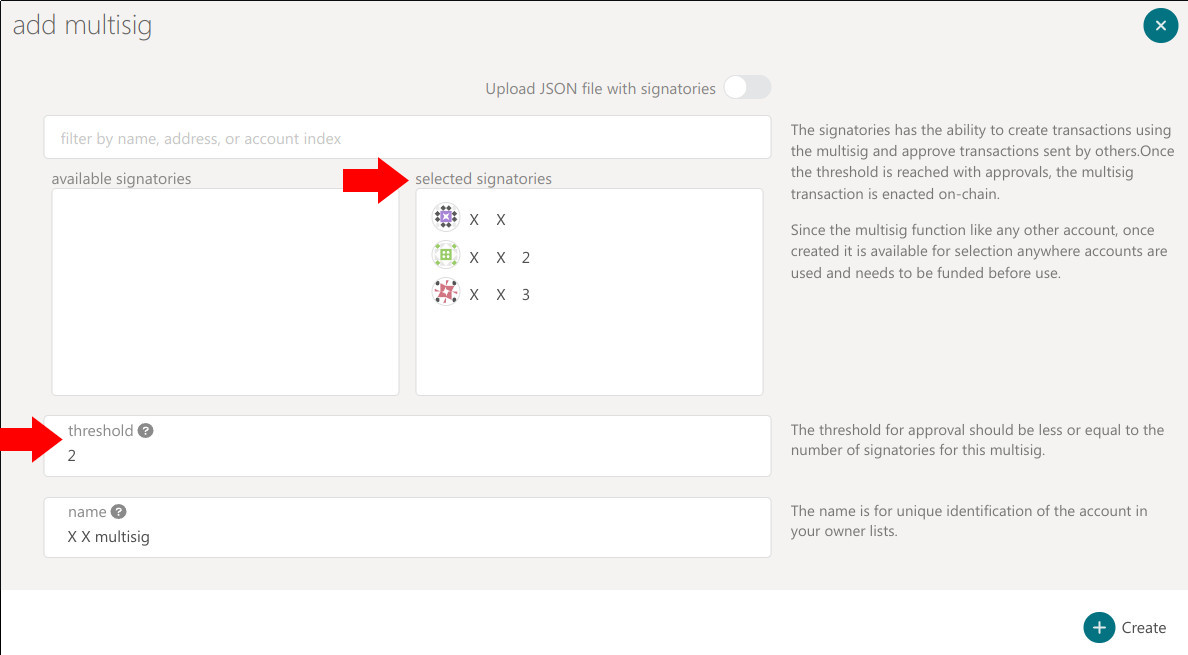 add multisig
Upload JSON file with signatories
filter by name, address, or account index
The signatories has the ability to create transactions using
the multisig and approve transactions sent by others.Once
the threshold is reached with approvals, the multisig
transaction is enacted on-chain.
Since the multisig function like any other account, once
created it is available for selection anywhere accounts are
used and needs to be funded before use.
available signatories
selected signatories
X X
X X 2
X X 3
threshold ?
2
The threshold for approval should be less or equal to the
number of signatories for this multisig.
name ?
X X multisig
The name is for unique identification of the account in
your owner lists.
Create